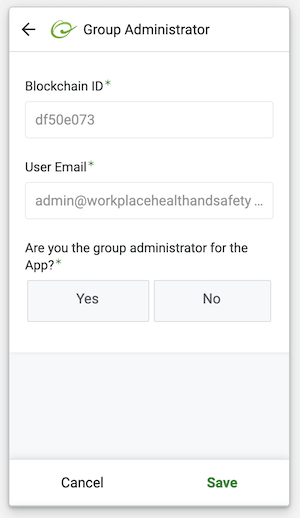 Group Administrator
Blockchain ID*
df50e073
User Email*
admin@workplacehealthandsafety ...
Are you the group administrator for the
App?*
Yes No
Cancel Save